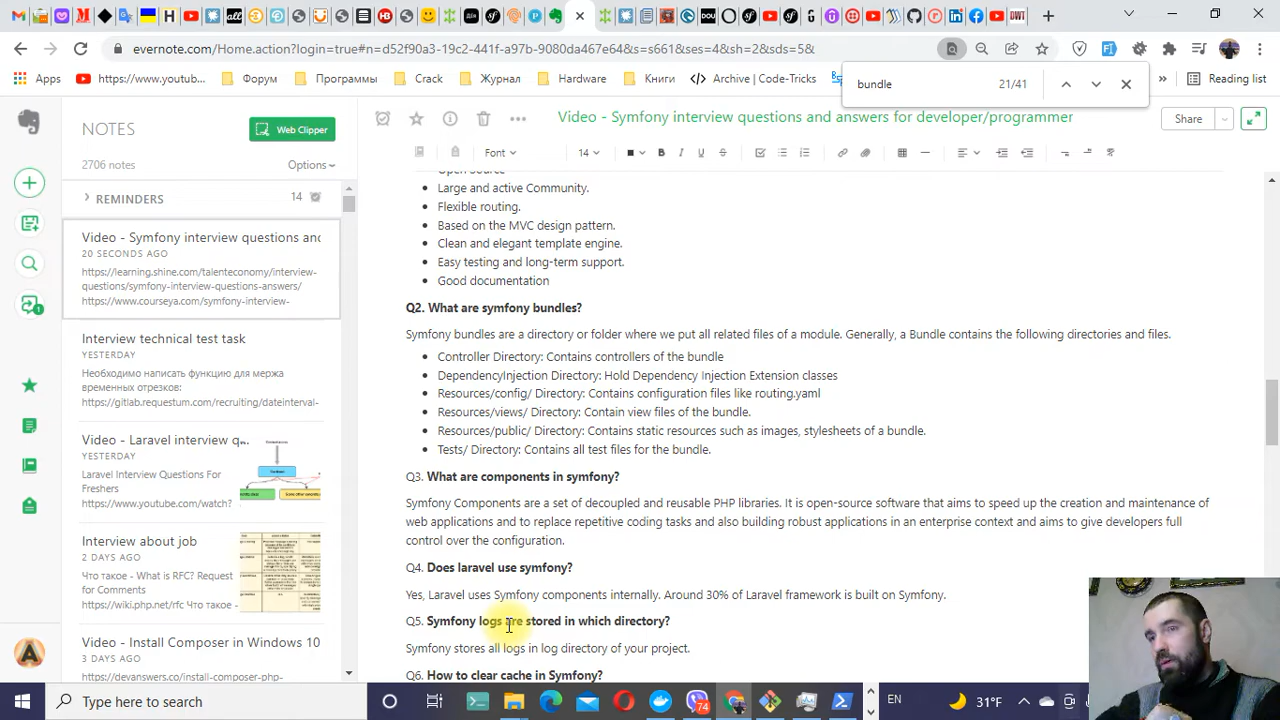 evernote.com/Home.action?login=true#n=d52f90a3-19c2-441f-a97b-9080da467e64&s=s661&ses=4&sh=2&sds=5&
Apps
https://www.youtub...
Форум
Программы
Crack
Журнал
Hardware
Книги
Archive | Code-Tricks
»
Reading list
bundle
21/41
NOTES
Web Clipper
2706 notes
Options
REMINDERS
14
Video - Symfony interview questions and
20 SECONDS AGO
https://learning.shine.com/talenteconomy/interview-
questions/symfony-interview-questions-answers/
https://www.courseya.com/symfony-interview-
Interview technical test task
YESTERDAY
Необходимо написать функцию для мержа
временных отрезков:
https://gitlab.requestum.com/recruiting/dateinterval-
Video - Laravel interview q...
YESTERDAY
Laravel Interview Questions For
Freshers
https://www.youtube.com/watch?
Interview about job
2 DAYS AGO
Что такое - What is RFC? Request
for Comments
https://wiki.php.net/rfc Что такое -
Video - Install Composer in Windows 10
3 DAYS AGO
https://devanswers.co/install-composer-php-
Video - Symfony interview questions and answers for developer/programmer
Share
Font
14
Open Source
Large and active Community.
Flexible routing.
Based on the MVC design pattern.
Clean and elegant template engine.
Easy testing and long-term support.
Good documentation
Q2. What are symfony bundles?
Symfony bundles are a directory or folder where we put all related files of a module. Generally, a Bundle contains the following directories and files.
Controller Directory: Contains controllers of the bundle
DependencyInjection Directory: Hold Dependency Injection Extension classes
Resources/config/ Directory: Contains configuration files like routing.yaml
Resources/views/ Directory: Contain view files of the bundle.
Resources/public/ Directory: Contains static resources such as images, stylesheets of a bundle.
Tests/ Directory: Contains all test files for the bundle.
Q3. What are components in symfony?
Symfony Components are a set of decoupled and reusable PHP libraries. It is open-source software that aims to speed up the creation and maintenance of
web applications and to replace repetitive coding tasks and also building robust applications in an enterprise context and aims to give developers full
control over the configuration.
Q4. Does laravel use symfony?
Yes, Laravel uses Symfony components internally. Around 30% of Laravel framework is built on Symfony.
Q5. Symfony logs are stored in which directory?
Symfony stores all logs in log directory of your project.
Q6. How to clear cache in Symfony?
Type here to search
74
EN
31°F